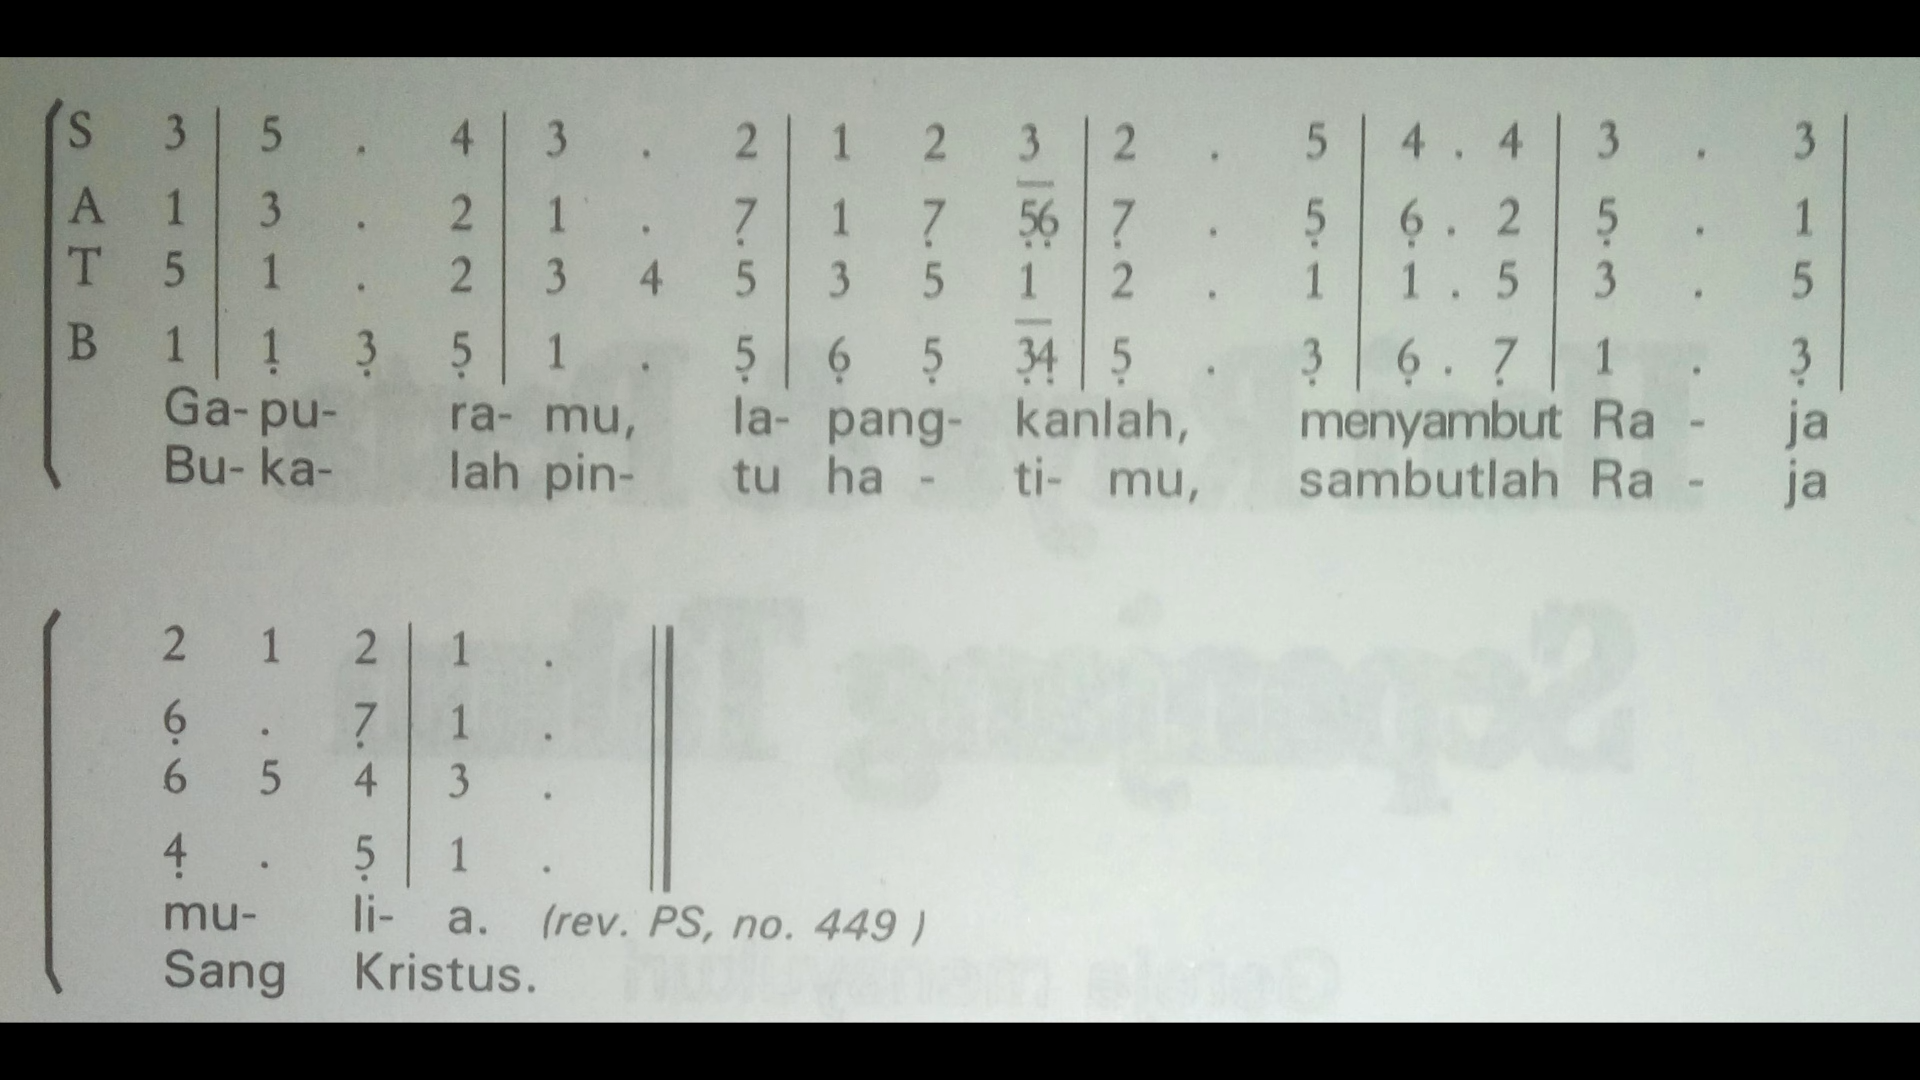 S 3 | 5 . 4 | 3 . 2 | 1 2 3 | 2 . 5 | 4 . 4 | 3 . 3 |
A 1 | 3 . 2 | 1 . 7̣ | 1 7̣ 5̣6̣ | 7̣ . 5̣ | 6̣ . 2 | 5̣ . 1 |
T 5 | 1 . 2 | 3 4 5 | 3 5 1 | 2 . 1 | 1 . 5 | 3 . 5 |
B 1 | 1̣ 3̣ 5̣ | 1 . 5̣ | 6̣ 5̣ 3̣4̣ | 5̣ . 3̣ | 6̣ . 7̣ | 1 . 3̣ |
Ga- pu- ra- mu, la- pang- kanlah, menyambut Ra - ja
Bu- ka- lah pin- tu ha - ti- mu, sambutlah Ra - ja
2 1 2 | 1 . ||
6̣ . 7̣ | 1 .
6 5 4 | 3 .
4̣ . 5̣ | 1 .
mu- li- a. (rev. PS, no. 449 )
Sang Kristus.